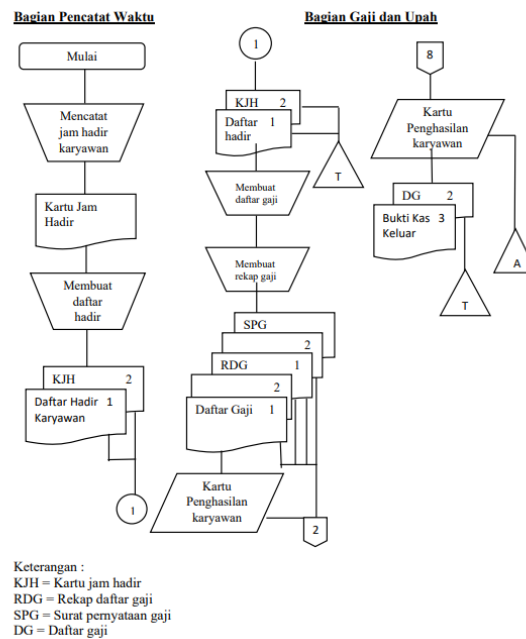 Bagian Pencatat Waktu
Mulai
Mencatat
jam hadir
karyawan
Kartu Jam
Hadir
Membuat
daftar
hadir
KJH 2
Daftar Hadir 1
Karyawan
1
Bagian Gaji dan Upah
1
KJH 2
Daftar 1
hadir
T
Membuat
daftar gaji
Membuat
rekap gaji
SPG
2
RDG 1
2
Daftar Gaji 1
Kartu
Penghasilan
karyawan
2
8
Kartu
Penghasilan
karyawan
DG 2
Bukti Kas 3
Keluar
T
A
Keterangan :
KJH = Kartu jam hadir
RDG = Rekap daftar gaji
SPG = Surat pernyataan gaji
DG = Daftar gaji